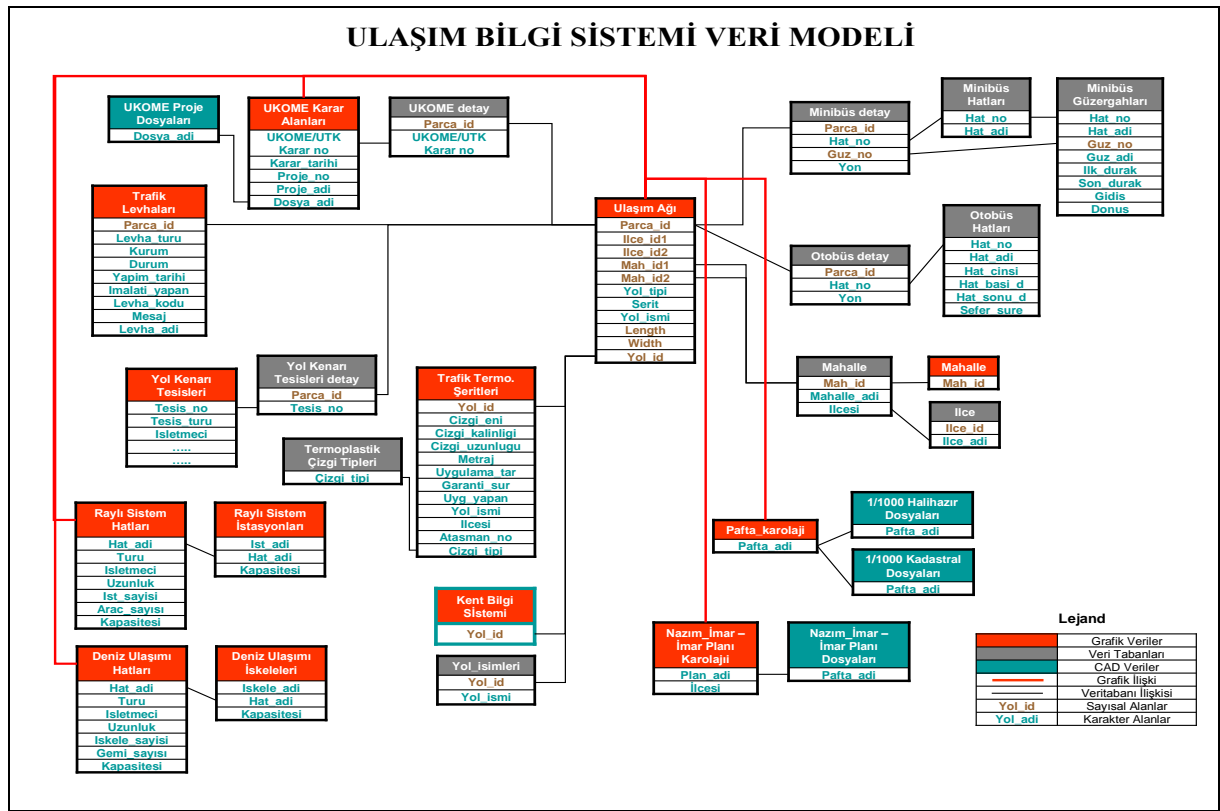 ULAŞIM BİLGİ SİSTEMİ VERİ MODELİ
UKOME Proje
Dosyaları
Dosya_adi
UKOME Karar
Alanları
UKOME/UTK
Karar no
Karar_tarihi
Proje_no
Proje_adi
Dosya_adi
UKOME detay
Parca_id
UKOME/UTK
Karar no
Trafik
Levhaları
Parca_id
Levha_turu
Kurum
Durum
Yapim_tarihi
Imalati_yapan
Levha_kodu
Mesaj
Levha_adi
Ulaşım Ağı
Parca_id
Ilce_id1
Ilce_id2
Mah_id1
Mah_id2
Yol_tipi
Serit
Yol_ismi
Length
Width
Yol_id
Minibüs detay
Parca_id
Hat_no
Guz_no
Yon
Minibüs
Hatları
Hat_no
Hat_adi
Minibüs
Güzergahları
Hat_no
Hat_adi
Guz_no
Guz_adi
Ilk_durak
Son_durak
Gidis
Donus
Otobüs detay
Parca_id
Hat_no
Yon
Otobüs
Hatları
Hat_no
Hat_adi
Hat_cinsi
Hat_basi_d
Hat_sonu_d
Sefer_sure
Yol Kenarı
Tesisleri
Tesis_no
Tesis_turu
Isletmeci
.....
.....
Yol Kenarı
Tesisleri detay
Parca_id
Tesis_no
Termoplastik
Çizgi Tipleri
Çizgi_tipi
Trafik Termo.
Şeritleri
Yol_id
Cizgi_eni
Cizgi_kalinligi
Cizgi_uzunlugu
Metraj
Uygulama_tar
Garanti_sur
Uyg_yapan
Yol_ismi
Ilcesi
Atasman_no
Çizgi_tipi
Mahalle
Mah_id
Mahalle_adi
Ilcesi
Mahalle
Mah_id
Ilce
Ilce_id
Ilce_adi
Raylı Sistem
Hatları
Hat_adi
Turu
Isletmeci
Uzunluk
Ist_sayisi
Arac_sayısı
Kapasitesi
Raylı Sistem
İstasyonları
Ist_adi
Hat_adi
Kapasitesi
Pafta_karolaji
Pafta_adi
1/1000 Halihazır
Dosyaları
Pafta_adi
1/1000 Kadastral
Dosyaları
Pafta_adi
Kent Bilgi
Sistemi
Yol_id
Yol_isimleri
Yol_id
Yol_ismi
Deniz Ulaşımı
Hatları
Hat_adi
Turu
Isletmeci
Uzunluk
Iskele_sayisi
Gemi_sayısı
Kapasitesi
Deniz Ulaşımı
İskeleleri
Iskele_adi
Hat_adi
Kapasitesi
Nazım_İmar –
İmar Planı
Karolajıi
Plan_adi
İlcesi
Nazım_İmar –
İmar Planı
Dosyaları
Pafta_adi
Lejand
Grafik Veriler
Veri Tabanları
CAD Veriler
Grafik İlişki
Veritabanı İlişkisi
Yol_id Sayısal Alanlar
Yol_adi Karakter Alanlar